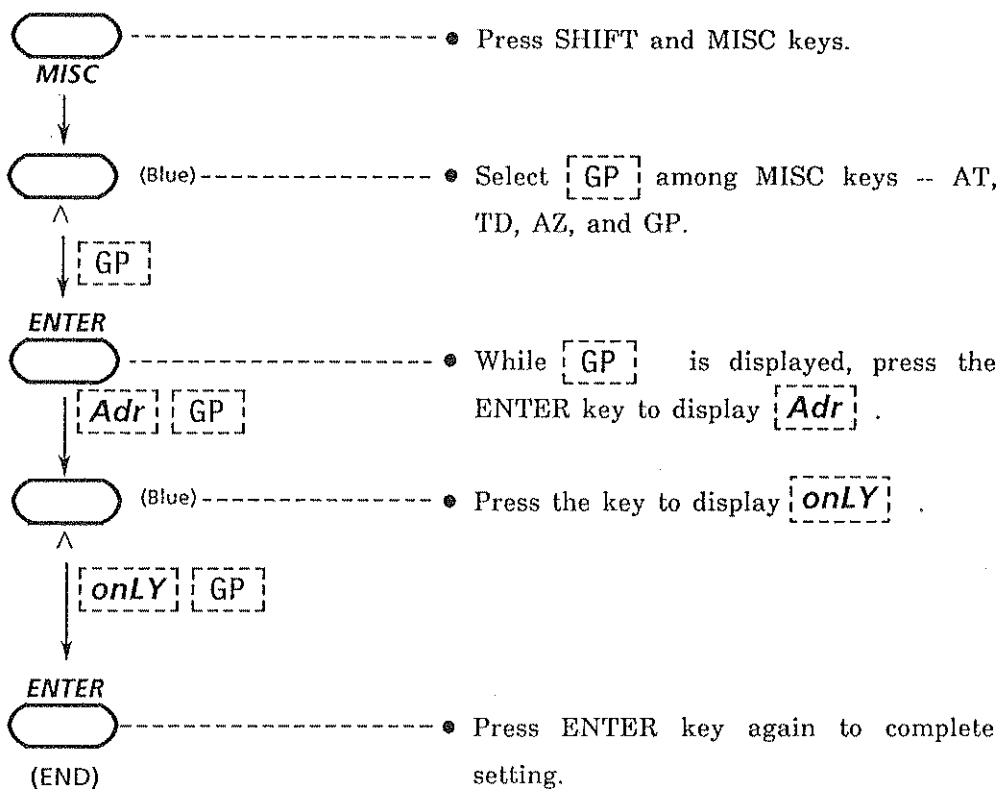 Press SHIFT and MISC keys.
MISC
(Blue)
Select GP among MISC keys -- AT,
TD, AZ, and GP.
^
GP
ENTER
While GP is displayed, press the
ENTER key to display Adr .
Adr GP
(Blue)
Press the key to display onLY .
^
onLY GP
ENTER
Press ENTER key again to complete
setting.
(END)